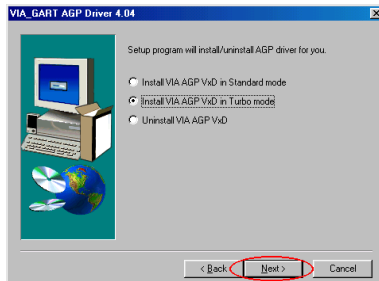 VIA_GART AGP Driver 4.04
Setup program will install/uninstall AGP driver for you.
Install VIA AGP VxD in Standard mode
Install VIA AGP VxD in Turbo mode
Uninstall VIA AGP VxD
< Back
Next >
Cancel